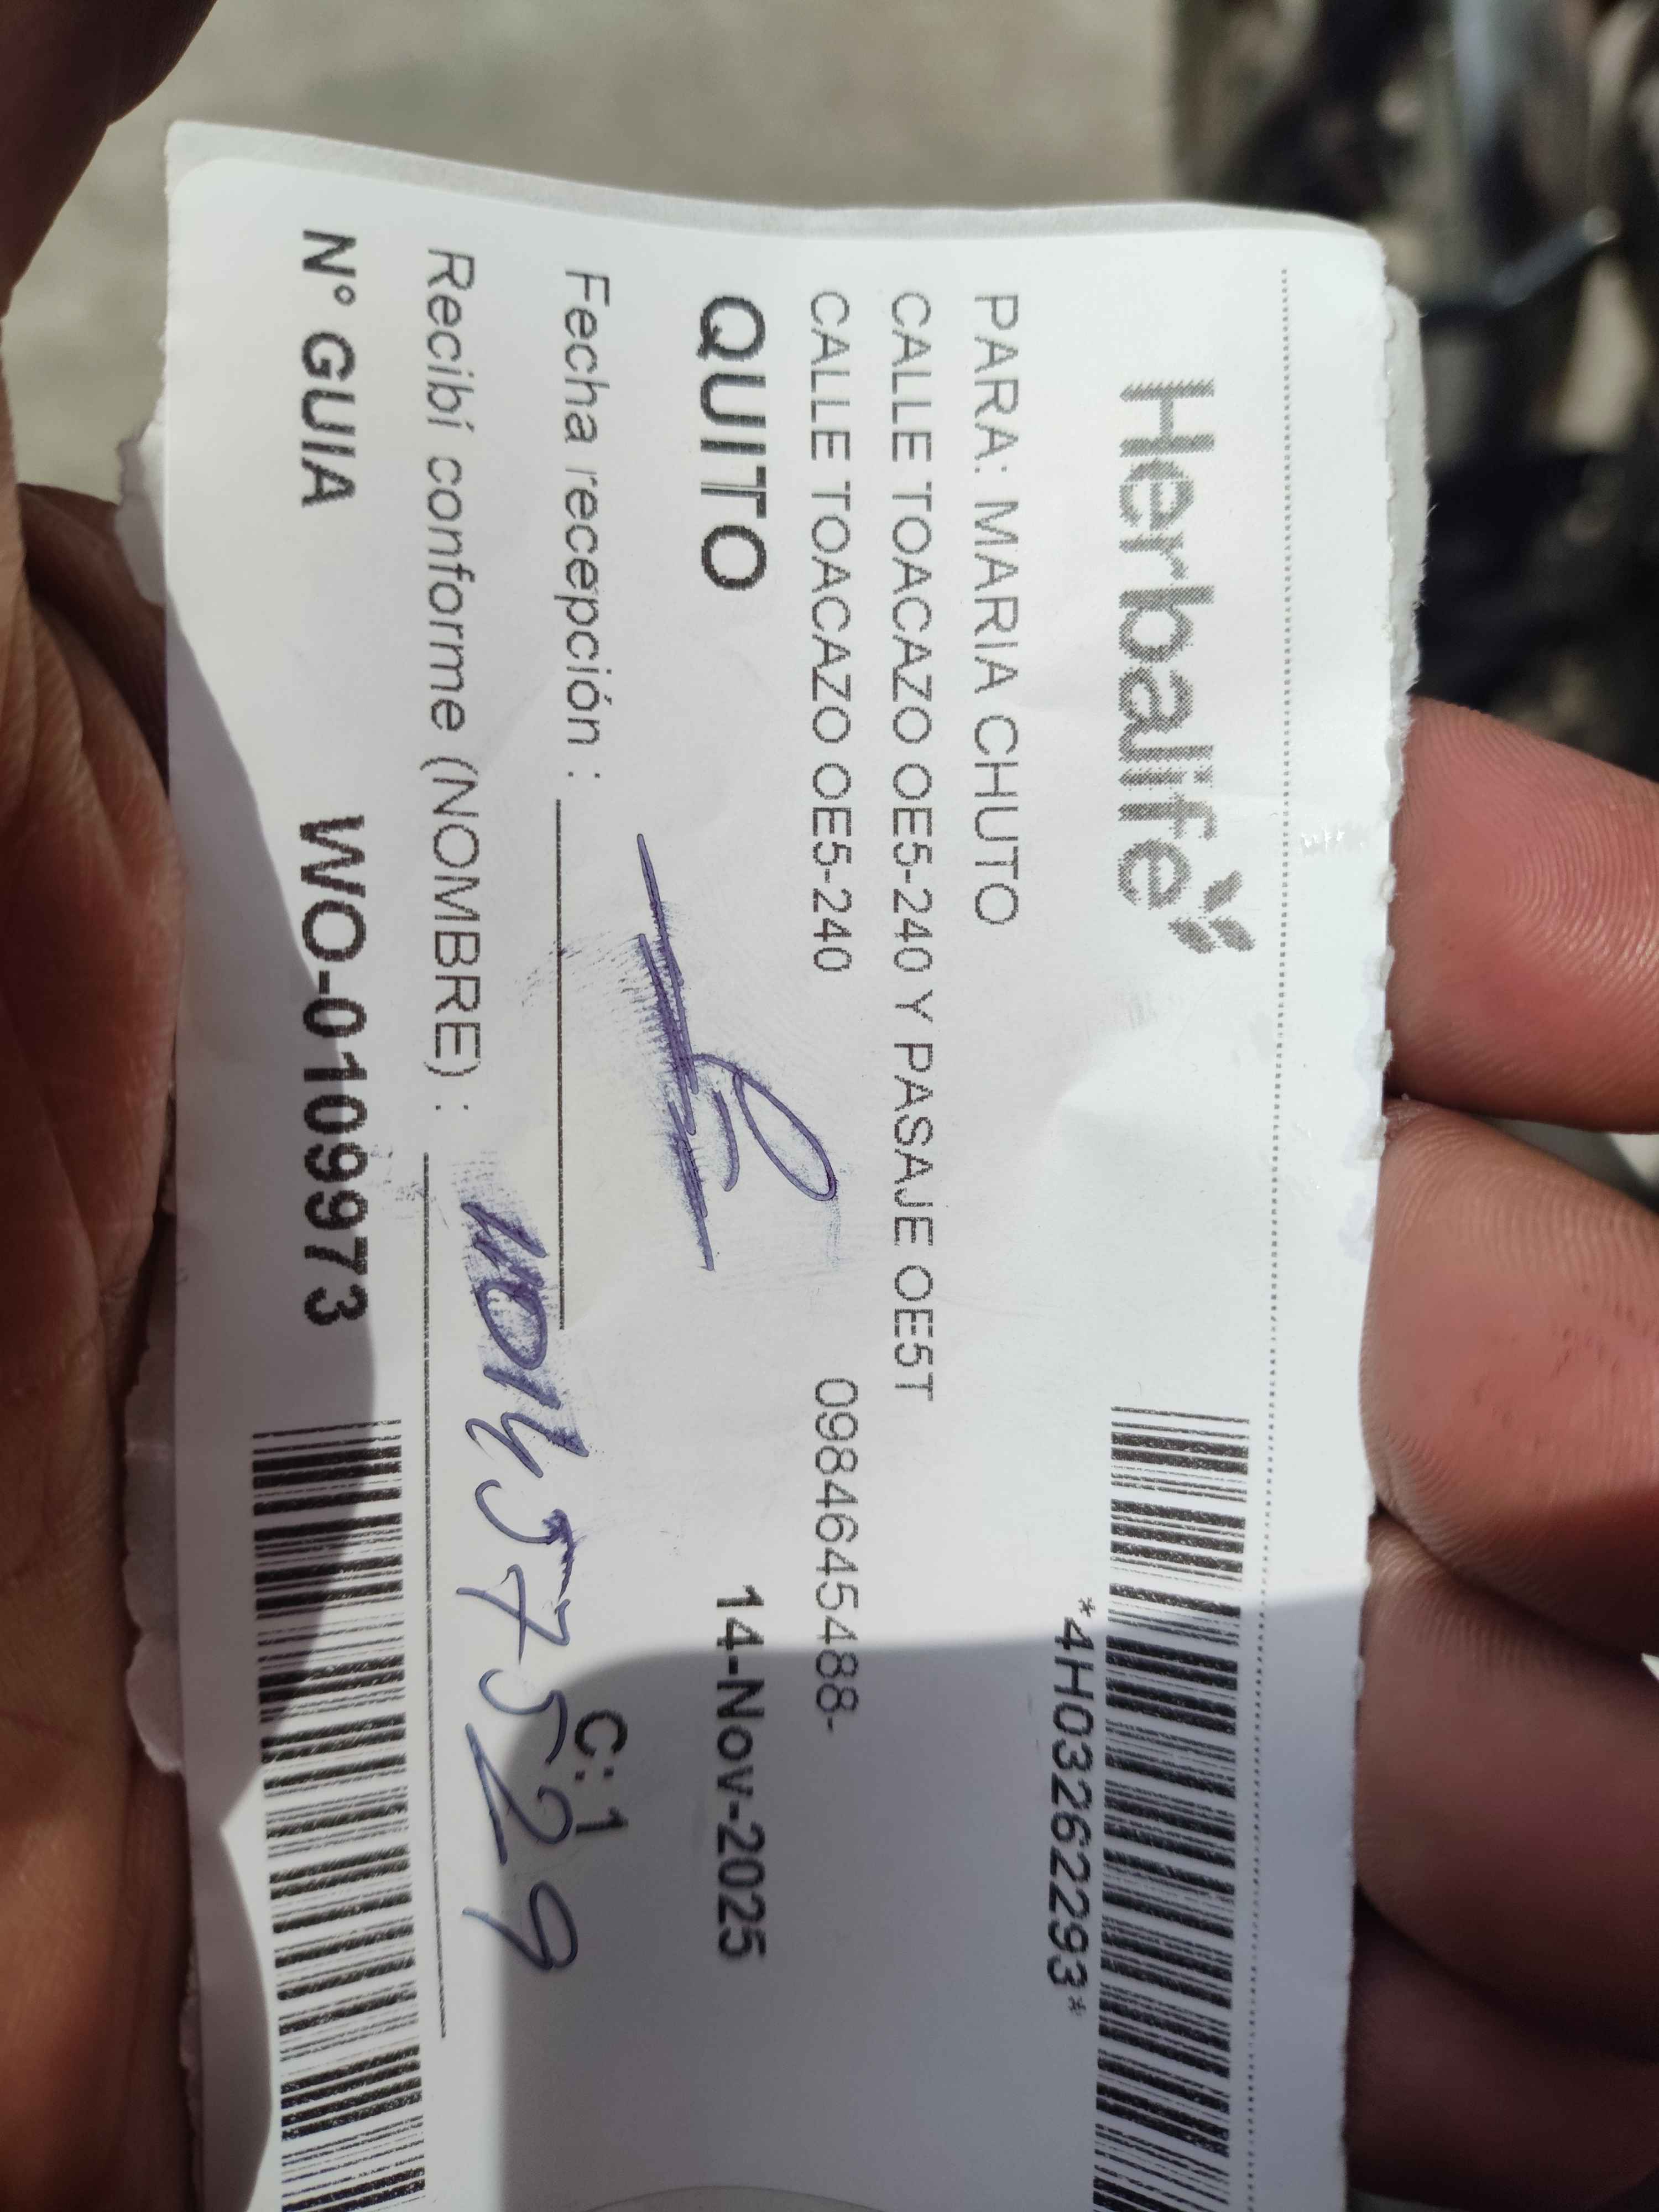 Herbalife
*4H03262293*
PARA: MARIA CHUTO
CALLE TOACAZO OE5-240 Y PASAJE OE5T
CALLE TOACAZO OE5-240 0984645488-
QUITO 14-Nov-2025
Fecha recepción : C: 1
Recibí conforme (NOMBRE) :
N° GUIA WO-0109973